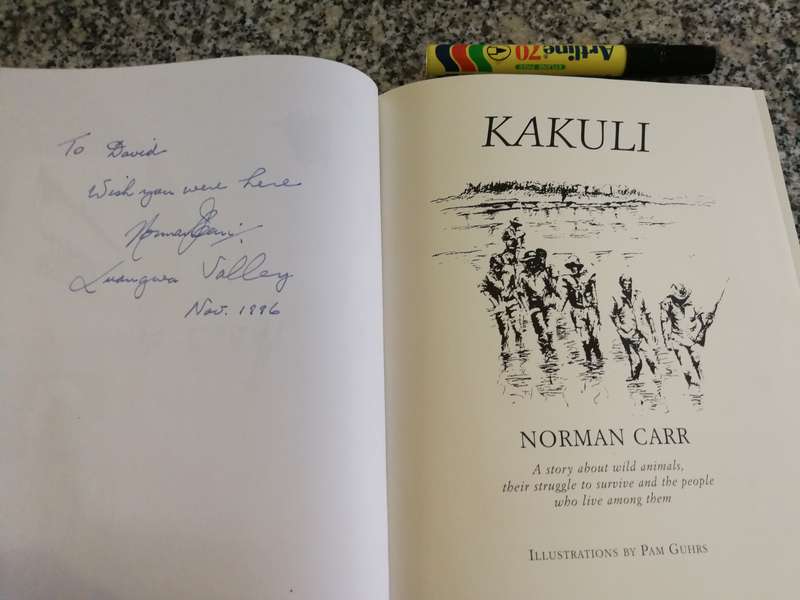 To David
Wish you were here
Norman Carr.
Luangwa Valley
Nov. 1996
Artline 70
KAKULI
NORMAN CARR
A story about wild animals,
their struggle to survive and the people
who live among them
ILLUSTRATIONS BY PAM GUHRS